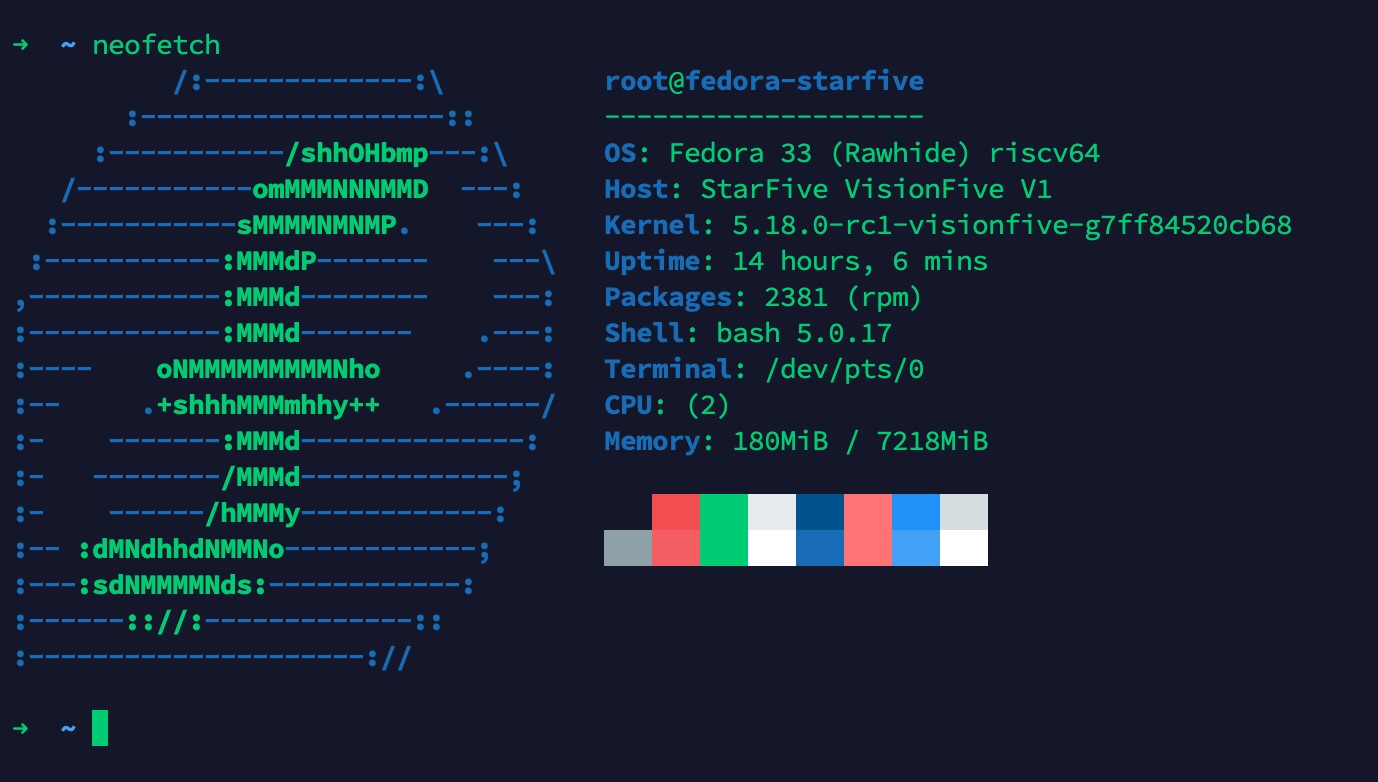 → ~ neofetch
/:-------------:\ root@fedora-starfive
:-------------------:: --------------------
:-----------/shhOHbmp---:\ OS: Fedora 33 (Rawhide) riscv64
/-----------omMMMNNNMMD ---: Host: StarFive VisionFive V1
:-----------sMMMMNMNMP. ---: Kernel: 5.18.0-rc1-visionfive-g7ff84520cb68
:-----------:MMMdP------- ---\ Uptime: 14 hours, 6 mins
,------------:MMMd-------- ---: Packages: 2381 (rpm)
:------------:MMMd------- .---: Shell: bash 5.0.17
:---- oNMMMMMMMMMNho .----: Terminal: /dev/pts/0
:-- .+shhhMMMmhhy++ .------/ CPU: (2)
:- -------:MMMd--------------: Memory: 180MiB / 7218MiB
:- --------/MMMd-------------;
:- ------/hMMMy------------:
:-- :dMNdhhdNMMNo------------;
:---:sdNMMMMNds:------------:
:------:://:-------------::
:---------------------://
→ ~